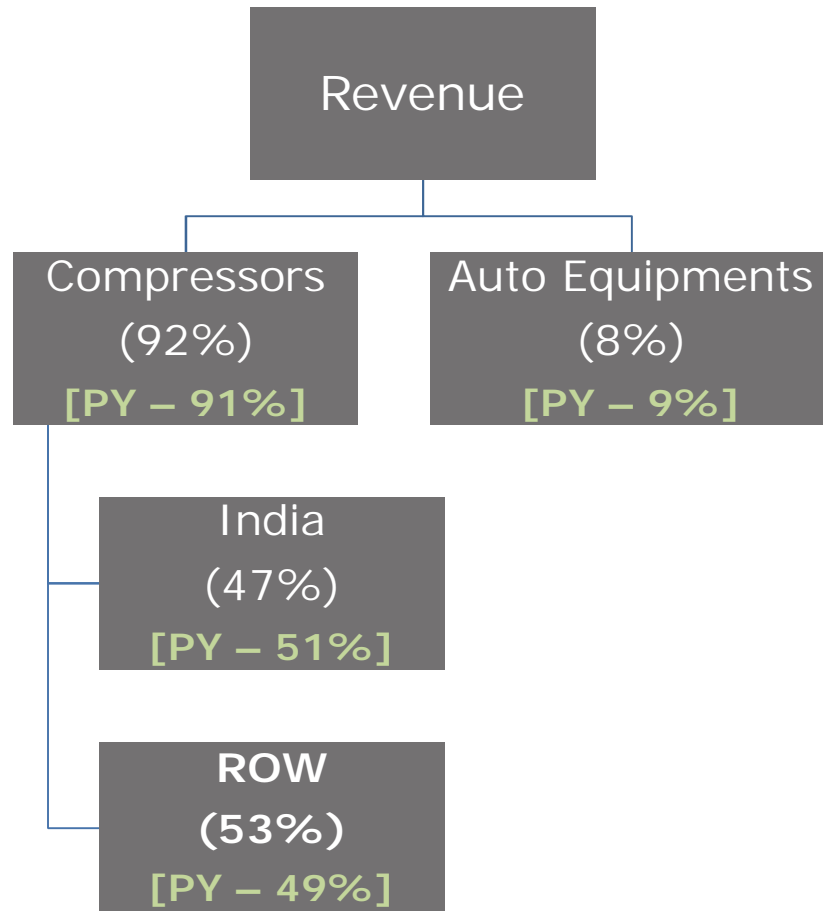 Revenue
Compressors
(92%)
[PY – 91%]
Auto Equipments
(8%)
[PY – 9%]
India
(47%)
[PY – 51%]
ROW
(53%)
[PY – 49%]